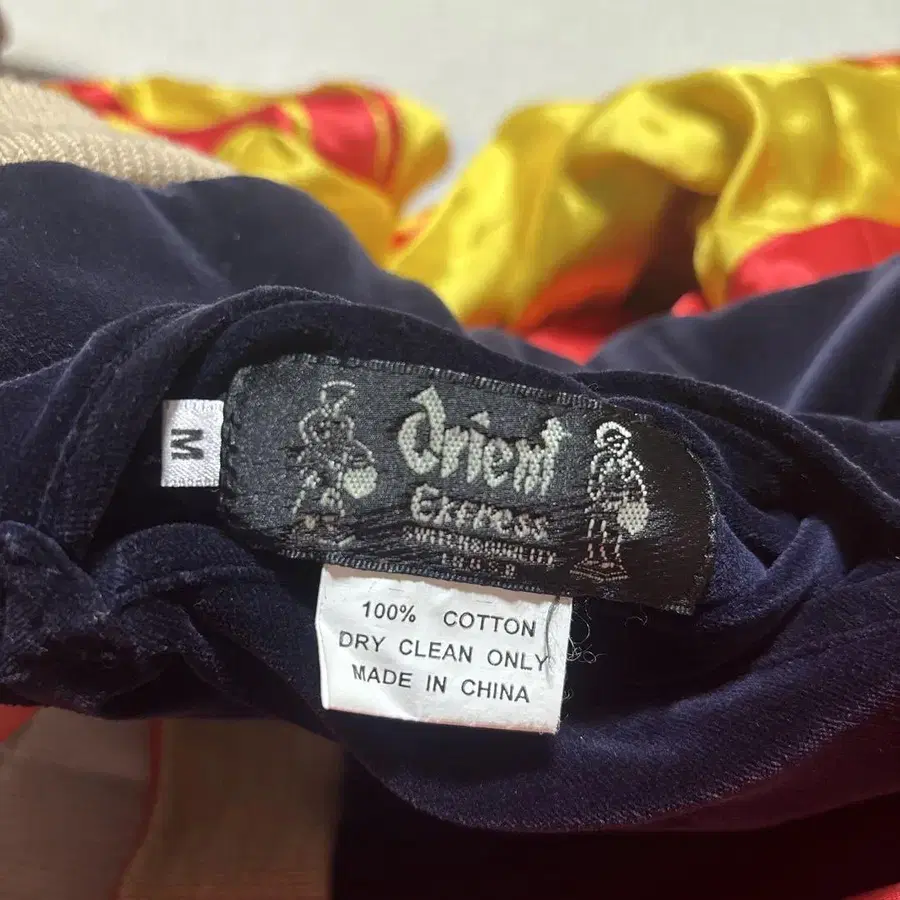 M
Orient
Express
U.S.A
100% COTTON
DRY CLEAN ONLY
MADE IN CHINA